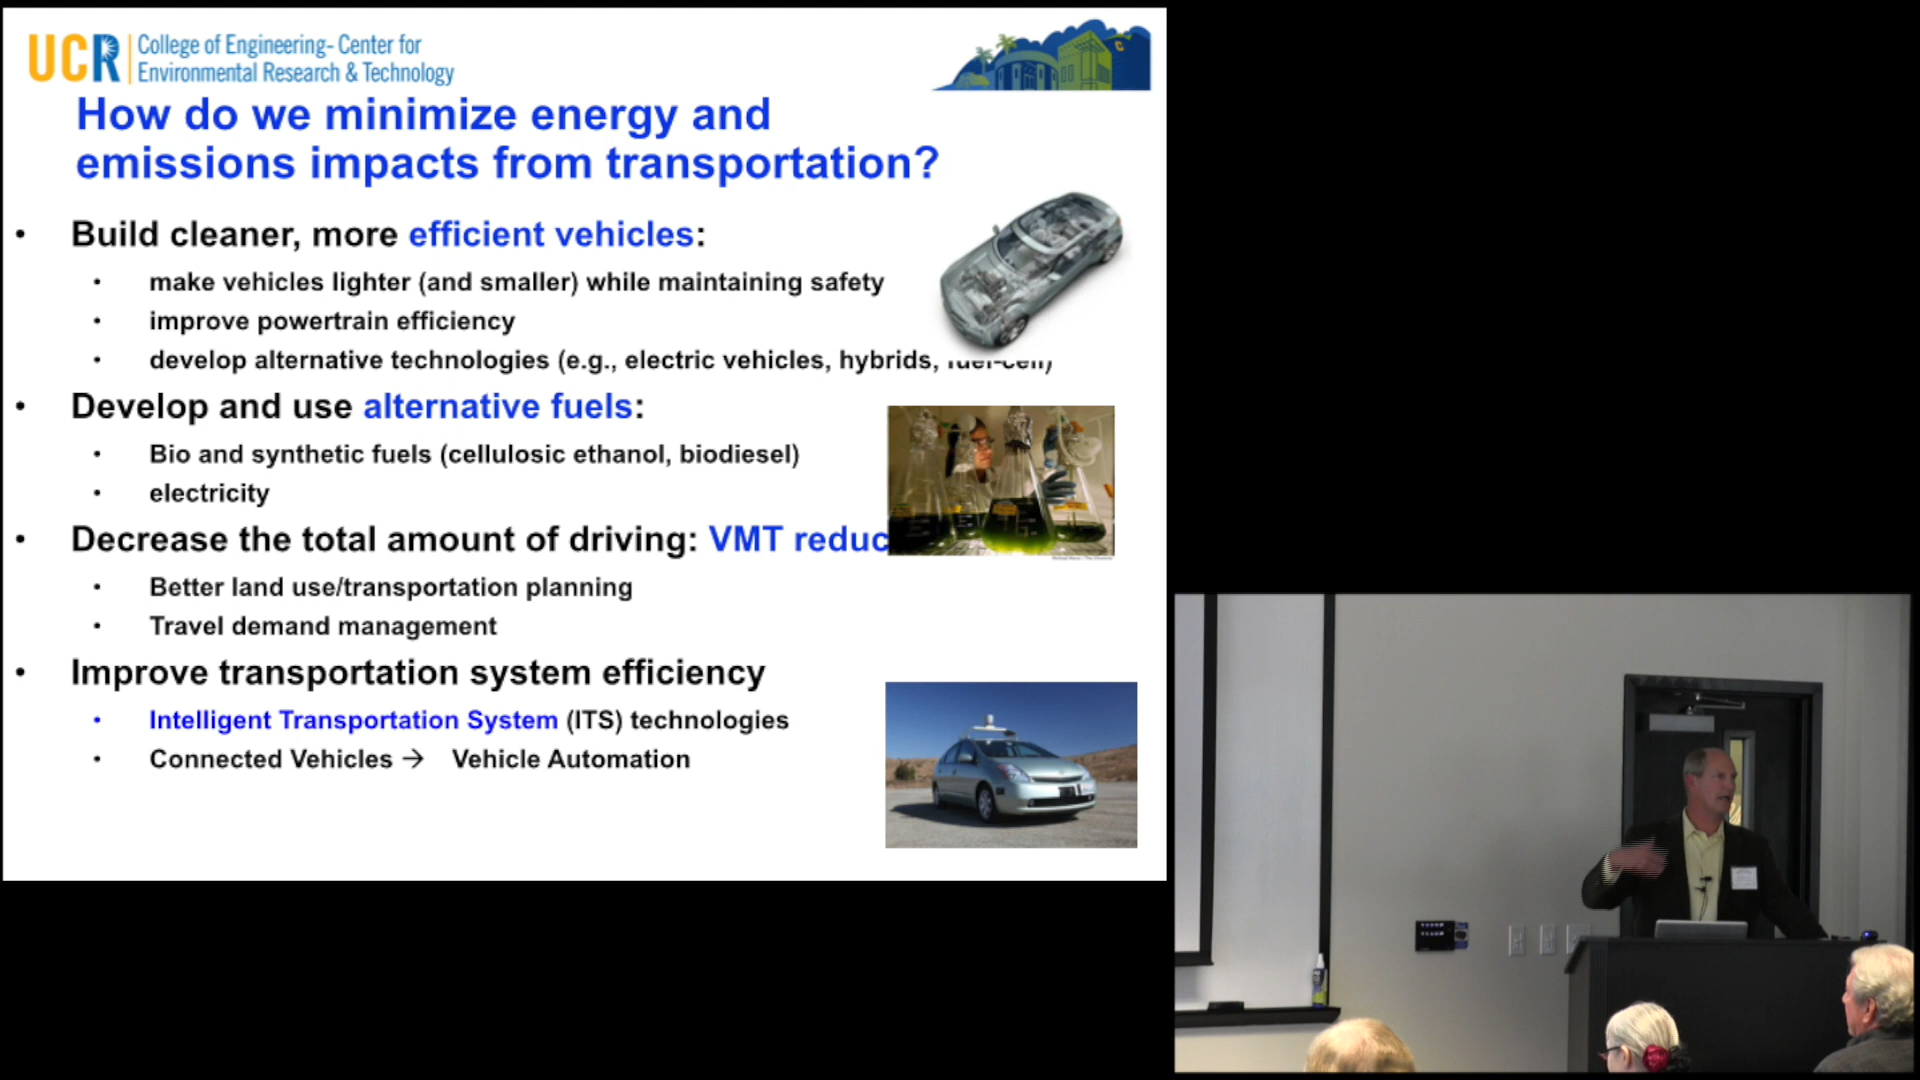 UCR College of Engineering- Center for
Environmental Research & Technology
How do we minimize energy and
emissions impacts from transportation?
• Build cleaner, more efficient vehicles:
• make vehicles lighter (and smaller) while maintaining safety
• improve powertrain efficiency
• develop alternative technologies (e.g., electric vehicles, hybrids, fuel-cell)
• Develop and use alternative fuels:
• Bio and synthetic fuels (cellulosic ethanol, biodiesel)
• electricity
• Decrease the total amount of driving: VMT reduc
• Better land use/transportation planning
• Travel demand management
• Improve transportation system efficiency
• Intelligent Transportation System (ITS) technologies
• Connected Vehicles → Vehicle Automation